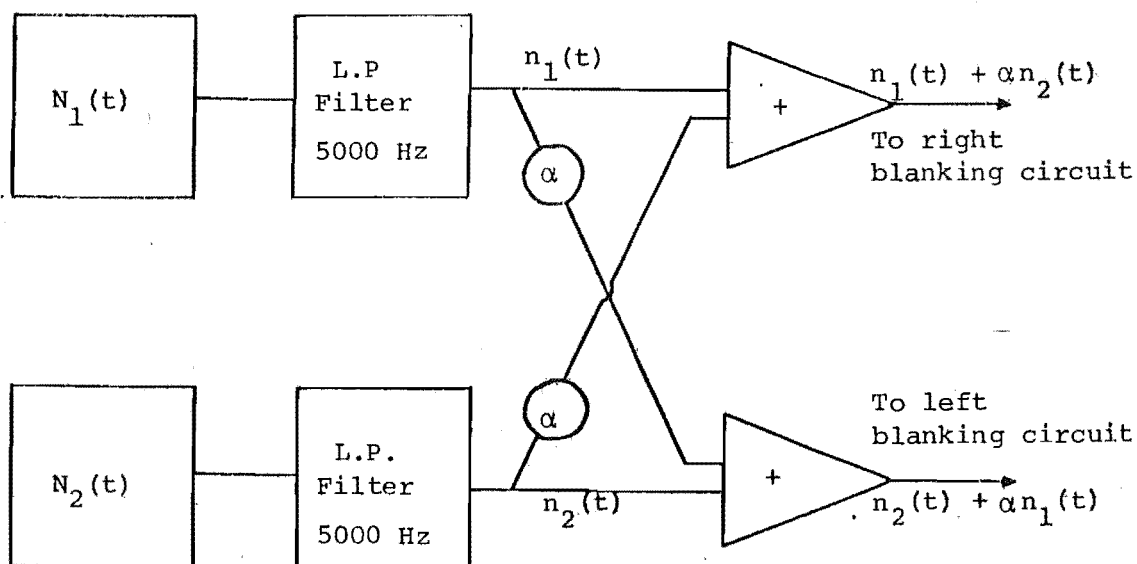 N1(t)
L.P
Filter
5000 Hz
n1(t)
α
+
n1(t) + αn2(t)
To right
blanking circuit
N2(t)
L.P.
Filter
5000 Hz
α
n2(t)
+
To left
blanking circuit
n2(t) + αn1(t)